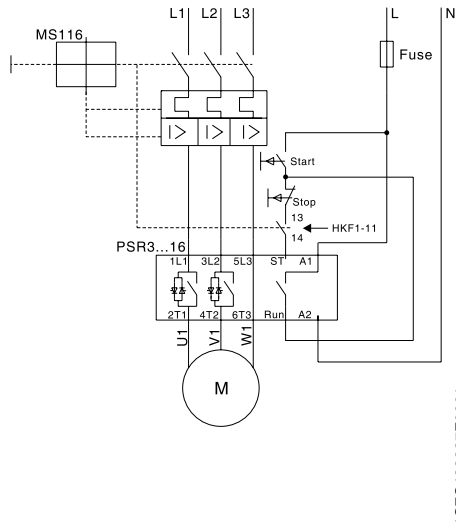 L1 L2 L3 L N
MS116
Fuse
I> I> I>
Start
Stop
13
HKF1-11
14
PSR3...16
1L1 3L2 5L3 ST A1
2T1 4T2 6T3 Run A2
U1 V1 W1
M